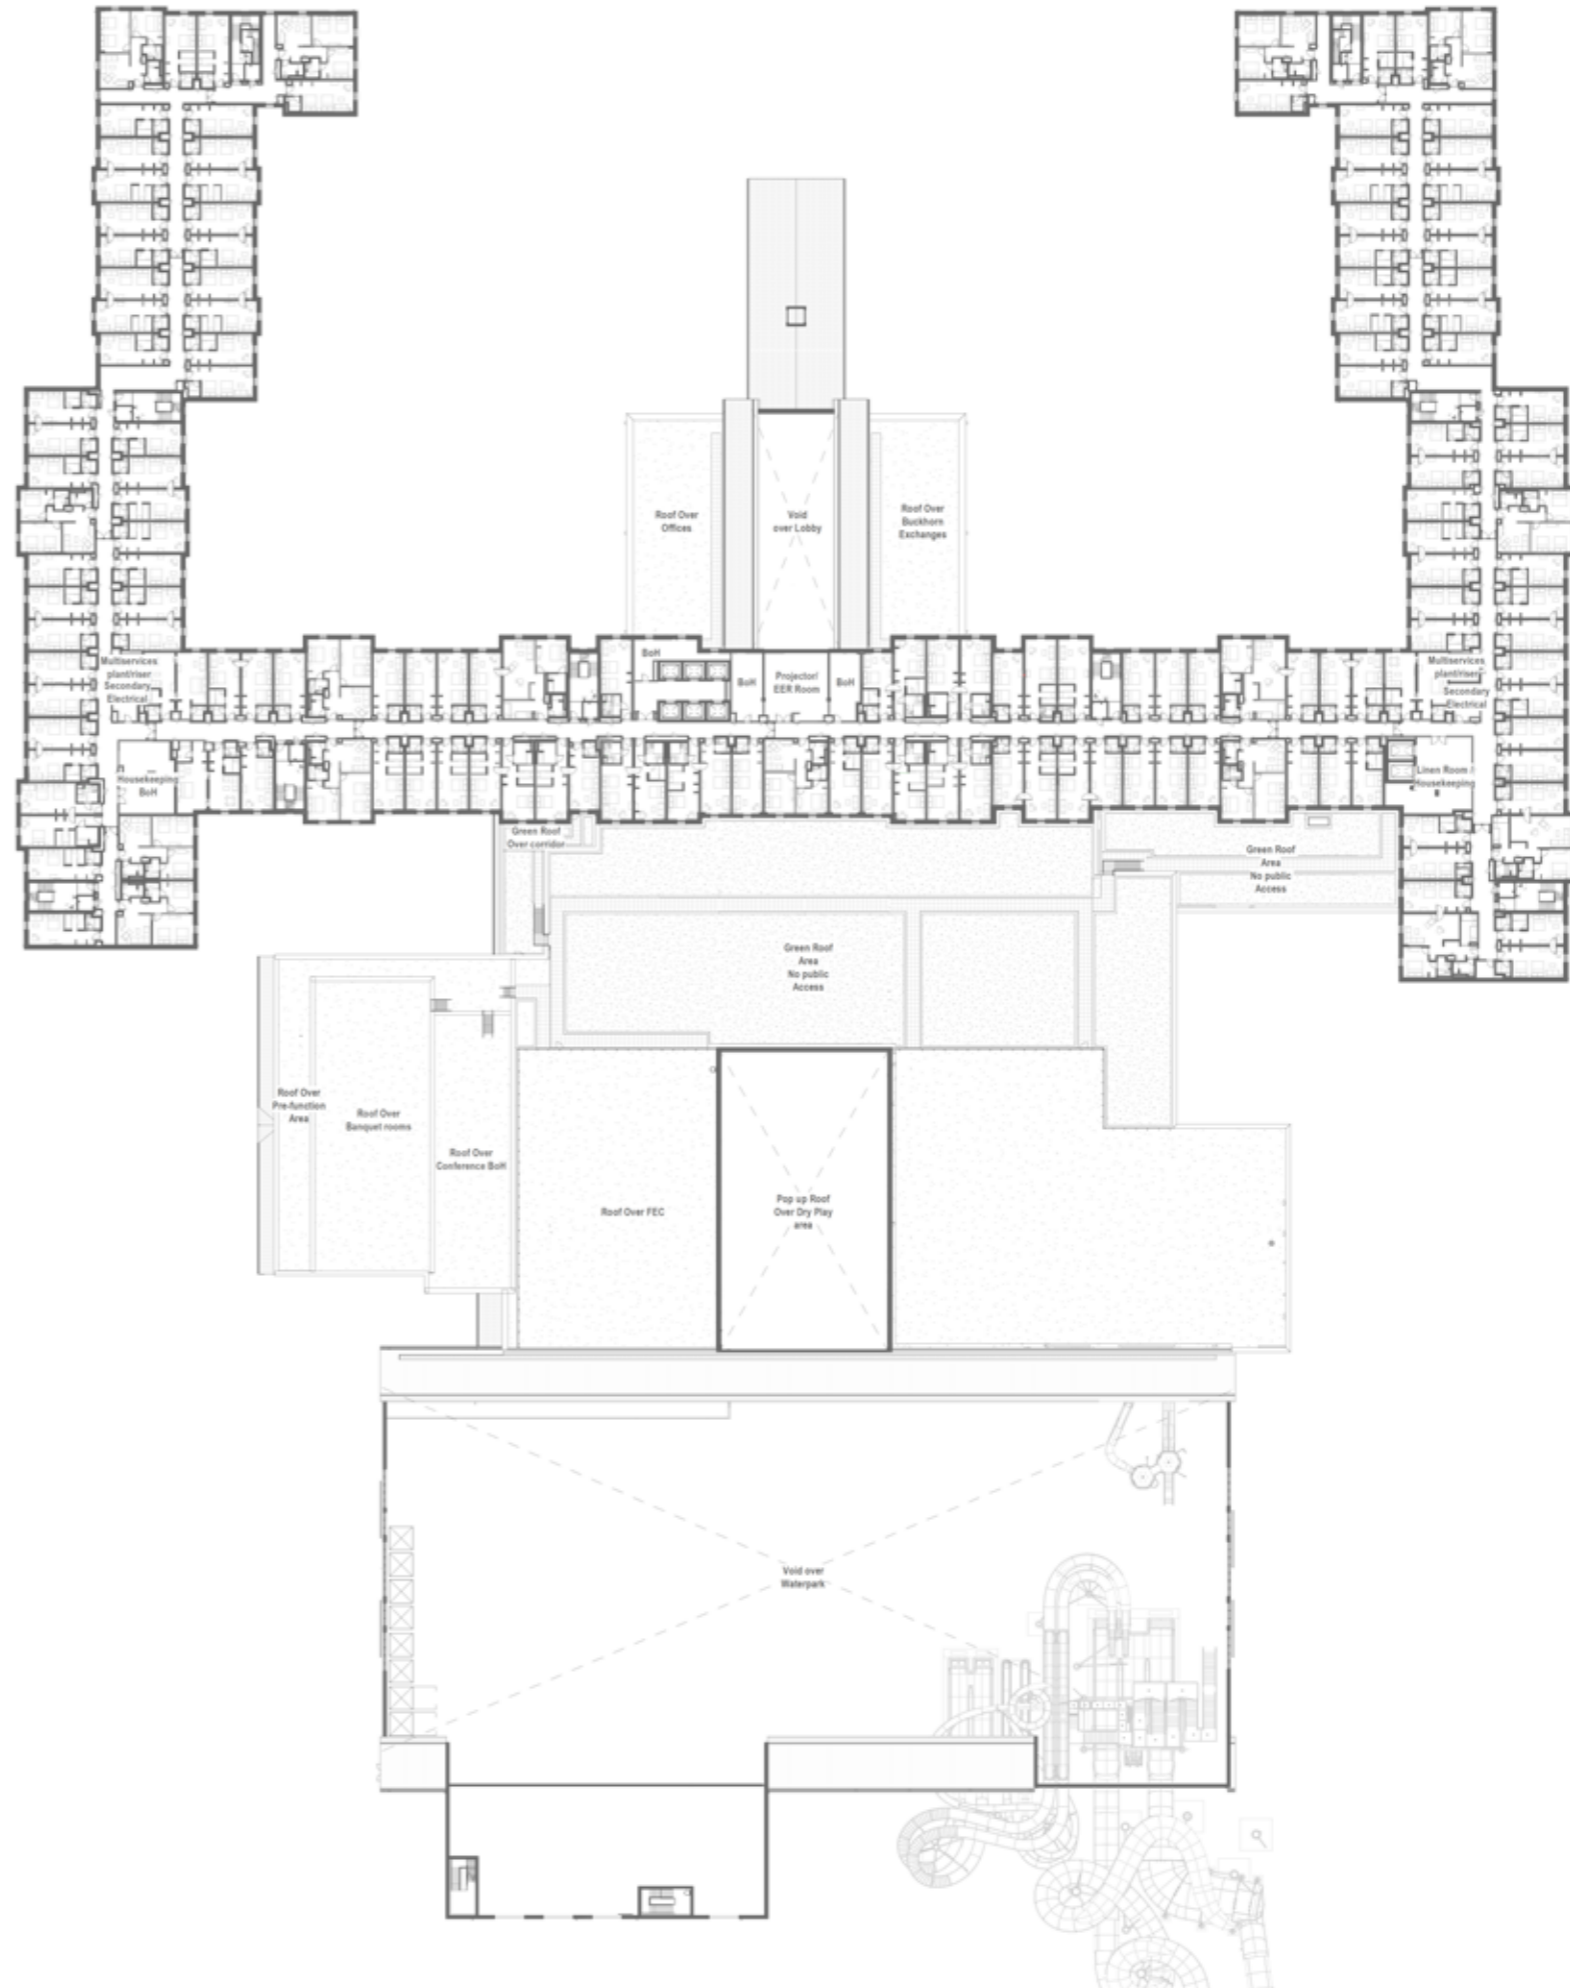 Roof Over
Offices
Void
over Lobby
Roof Over
Buckhorn
Exchanges
Multiservices
plant/riser
Secondary
Electrical
BoH
BoH
Projector/
EER Room
BoH
Multiservices
plant/riser
Secondary
Electrical
Housekeeping
BoH
Linen Room /
Housekeeping
Green Roof
Over corridor
Green Roof
Area
No public
Access
Green Roof
Area
No public
Access
Roof Over
Pre-function
Area
Roof Over
Banquet rooms
Roof Over
Conference BoH
Roof Over FEC
Pop up Roof
Over Dry Play
area
Void over
Waterpark